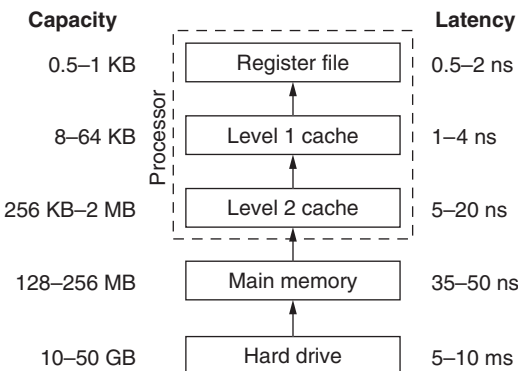 Capacity Latency
0.5–1 KB Register file 0.5–2 ns
Processor
8–64 KB Level 1 cache 1–4 ns
256 KB–2 MB Level 2 cache 5–20 ns
128–256 MB Main memory 35–50 ns
10–50 GB Hard drive 5–10 ms